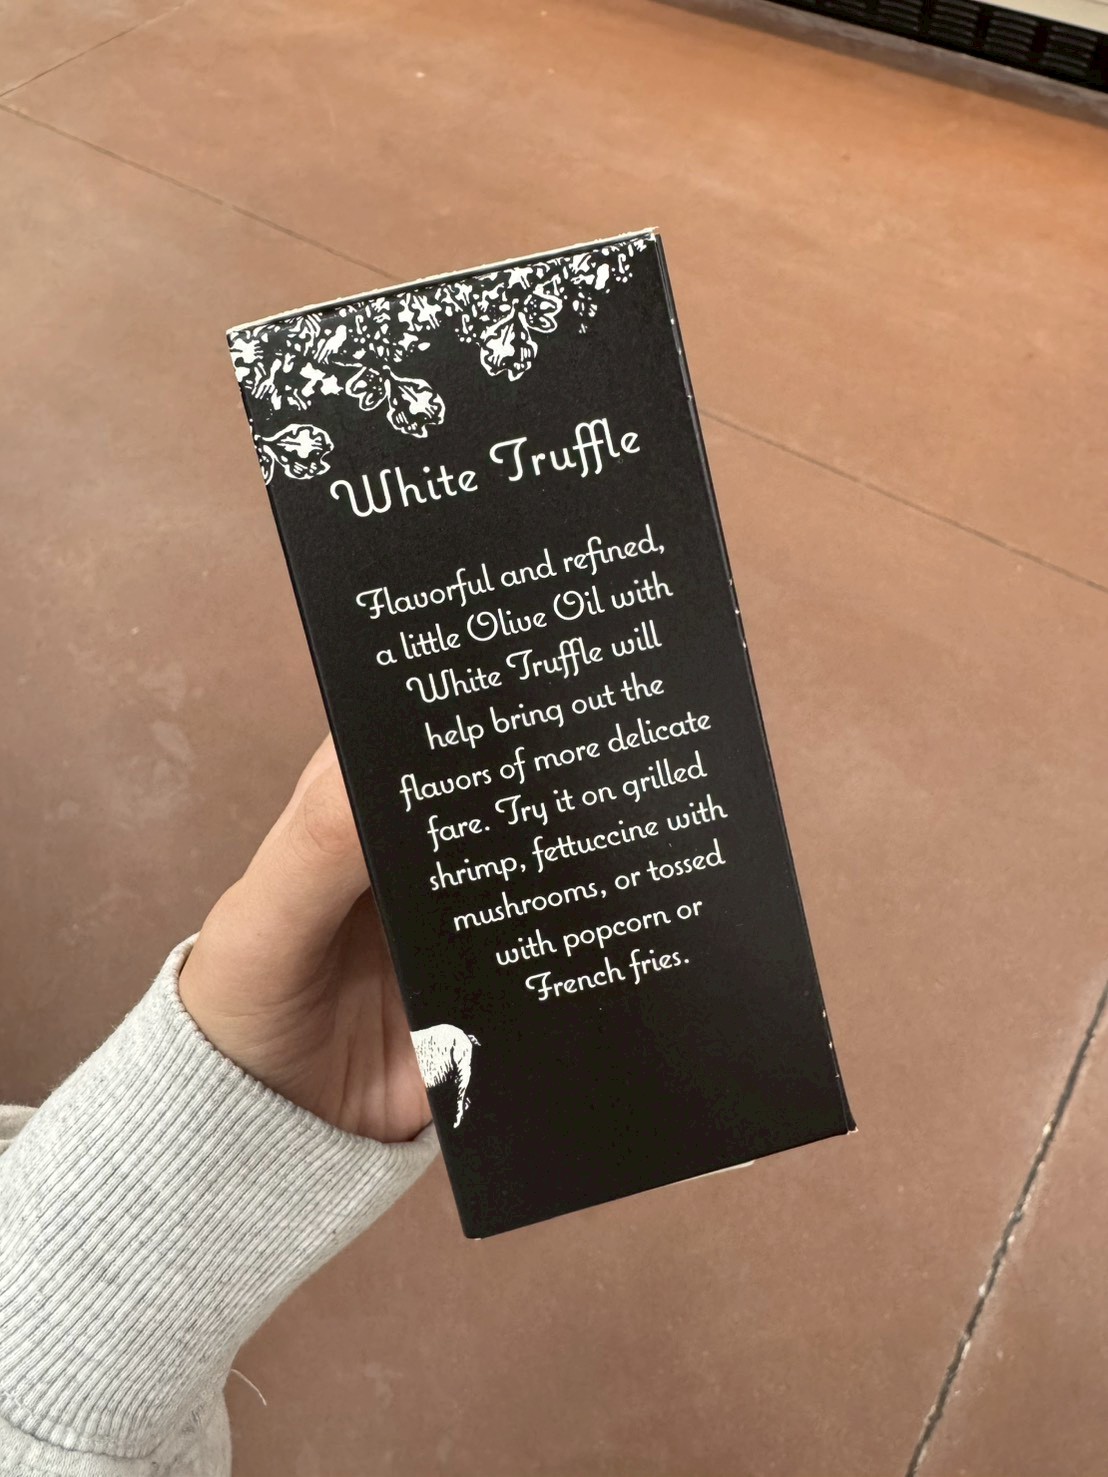 White Truffle
Flavorful and refined,
a little Olive Oil with
White Truffle will
help bring out the
flavors of more delicate
fare. Try it on grilled
shrimp, fettuccine with
mushrooms, or tossed
with popcorn or
French fries.